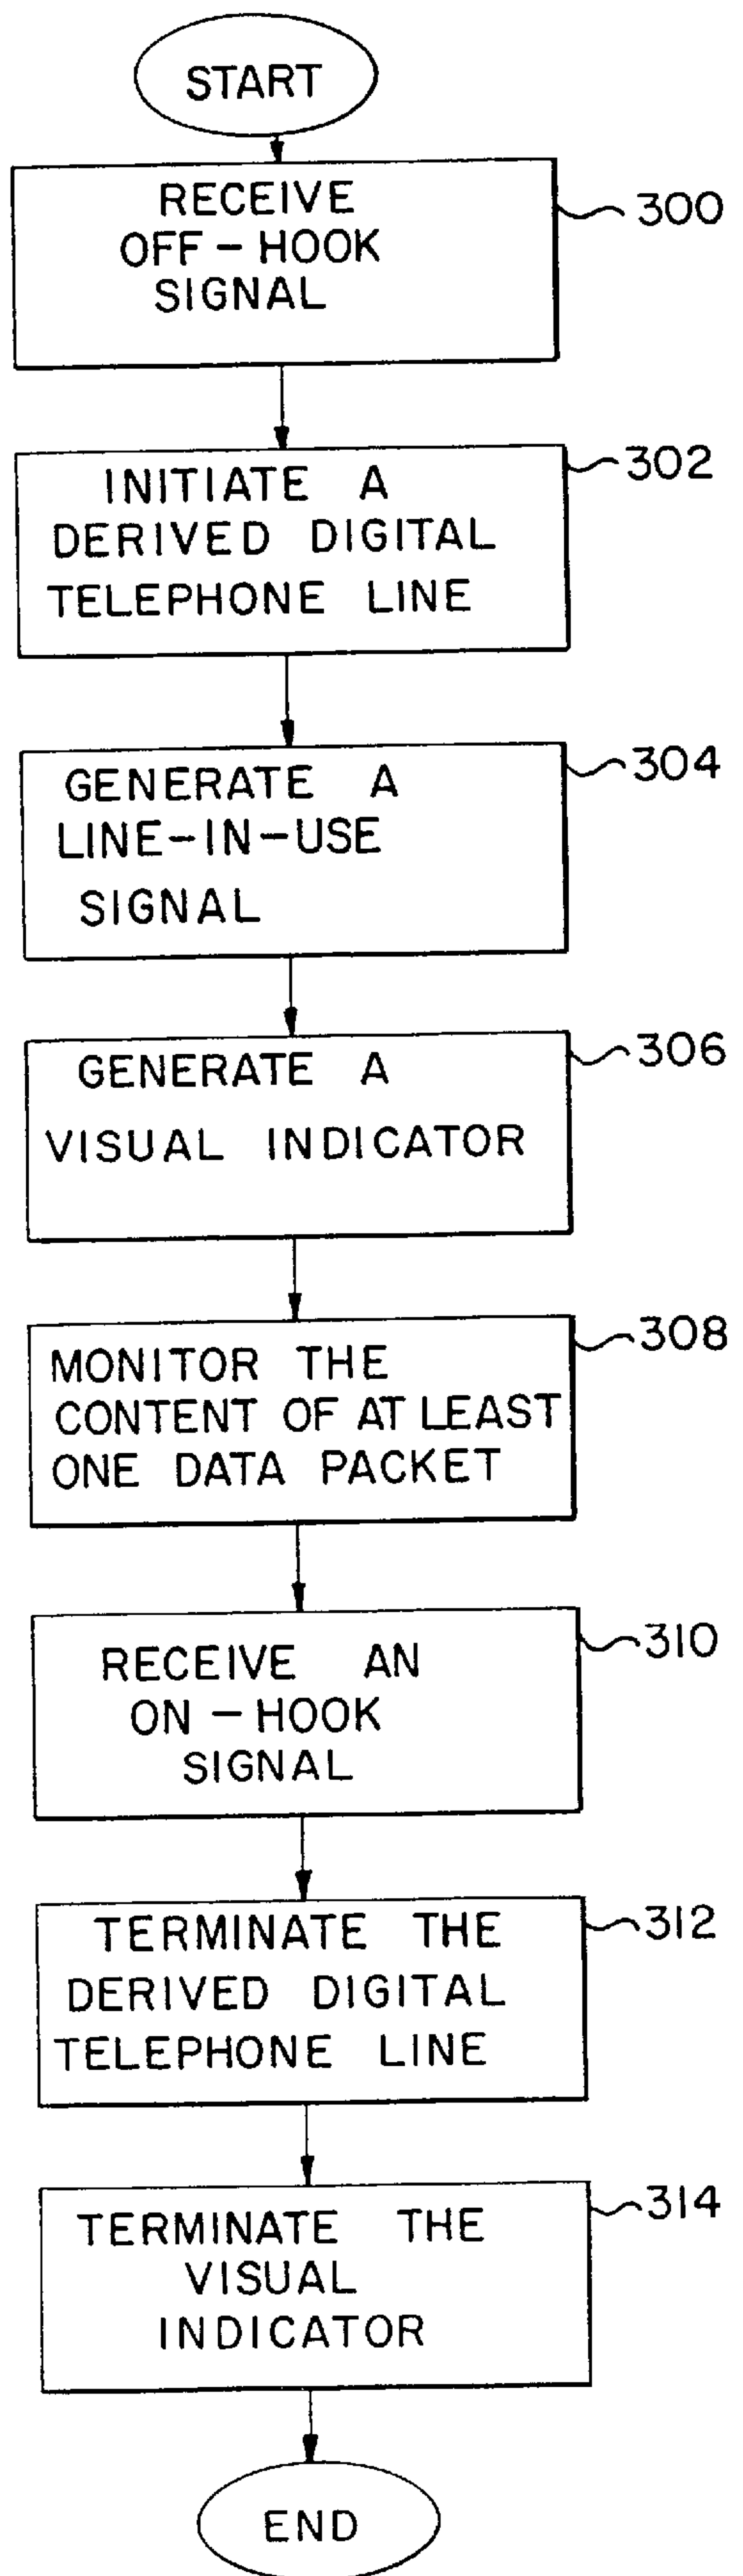 START
RECEIVE
OFF-HOOK
SIGNAL
300
INITIATE A
DERIVED DIGITAL
TELEPHONE LINE
302
GENERATE A
LINE-IN-USE
SIGNAL
304
GENERATE A
VISUAL INDICATOR
306
MONITOR THE
CONTENT OF AT LEAST
ONE DATA PACKET
308
RECEIVE AN
ON-HOOK
SIGNAL
310
TERMINATE THE
DERIVED DIGITAL
TELEPHONE LINE
312
TERMINATE THE
VISUAL
INDICATOR
314
END